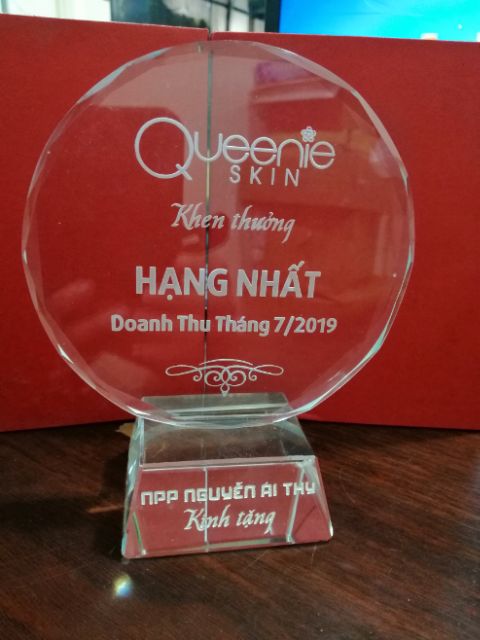 Queenie
SKIN
Khen thưởng
HẠNG NHẤT
Doanh Thu Tháng 7/2019
NPP NGUYỄN ÁI THY
Kính tặng